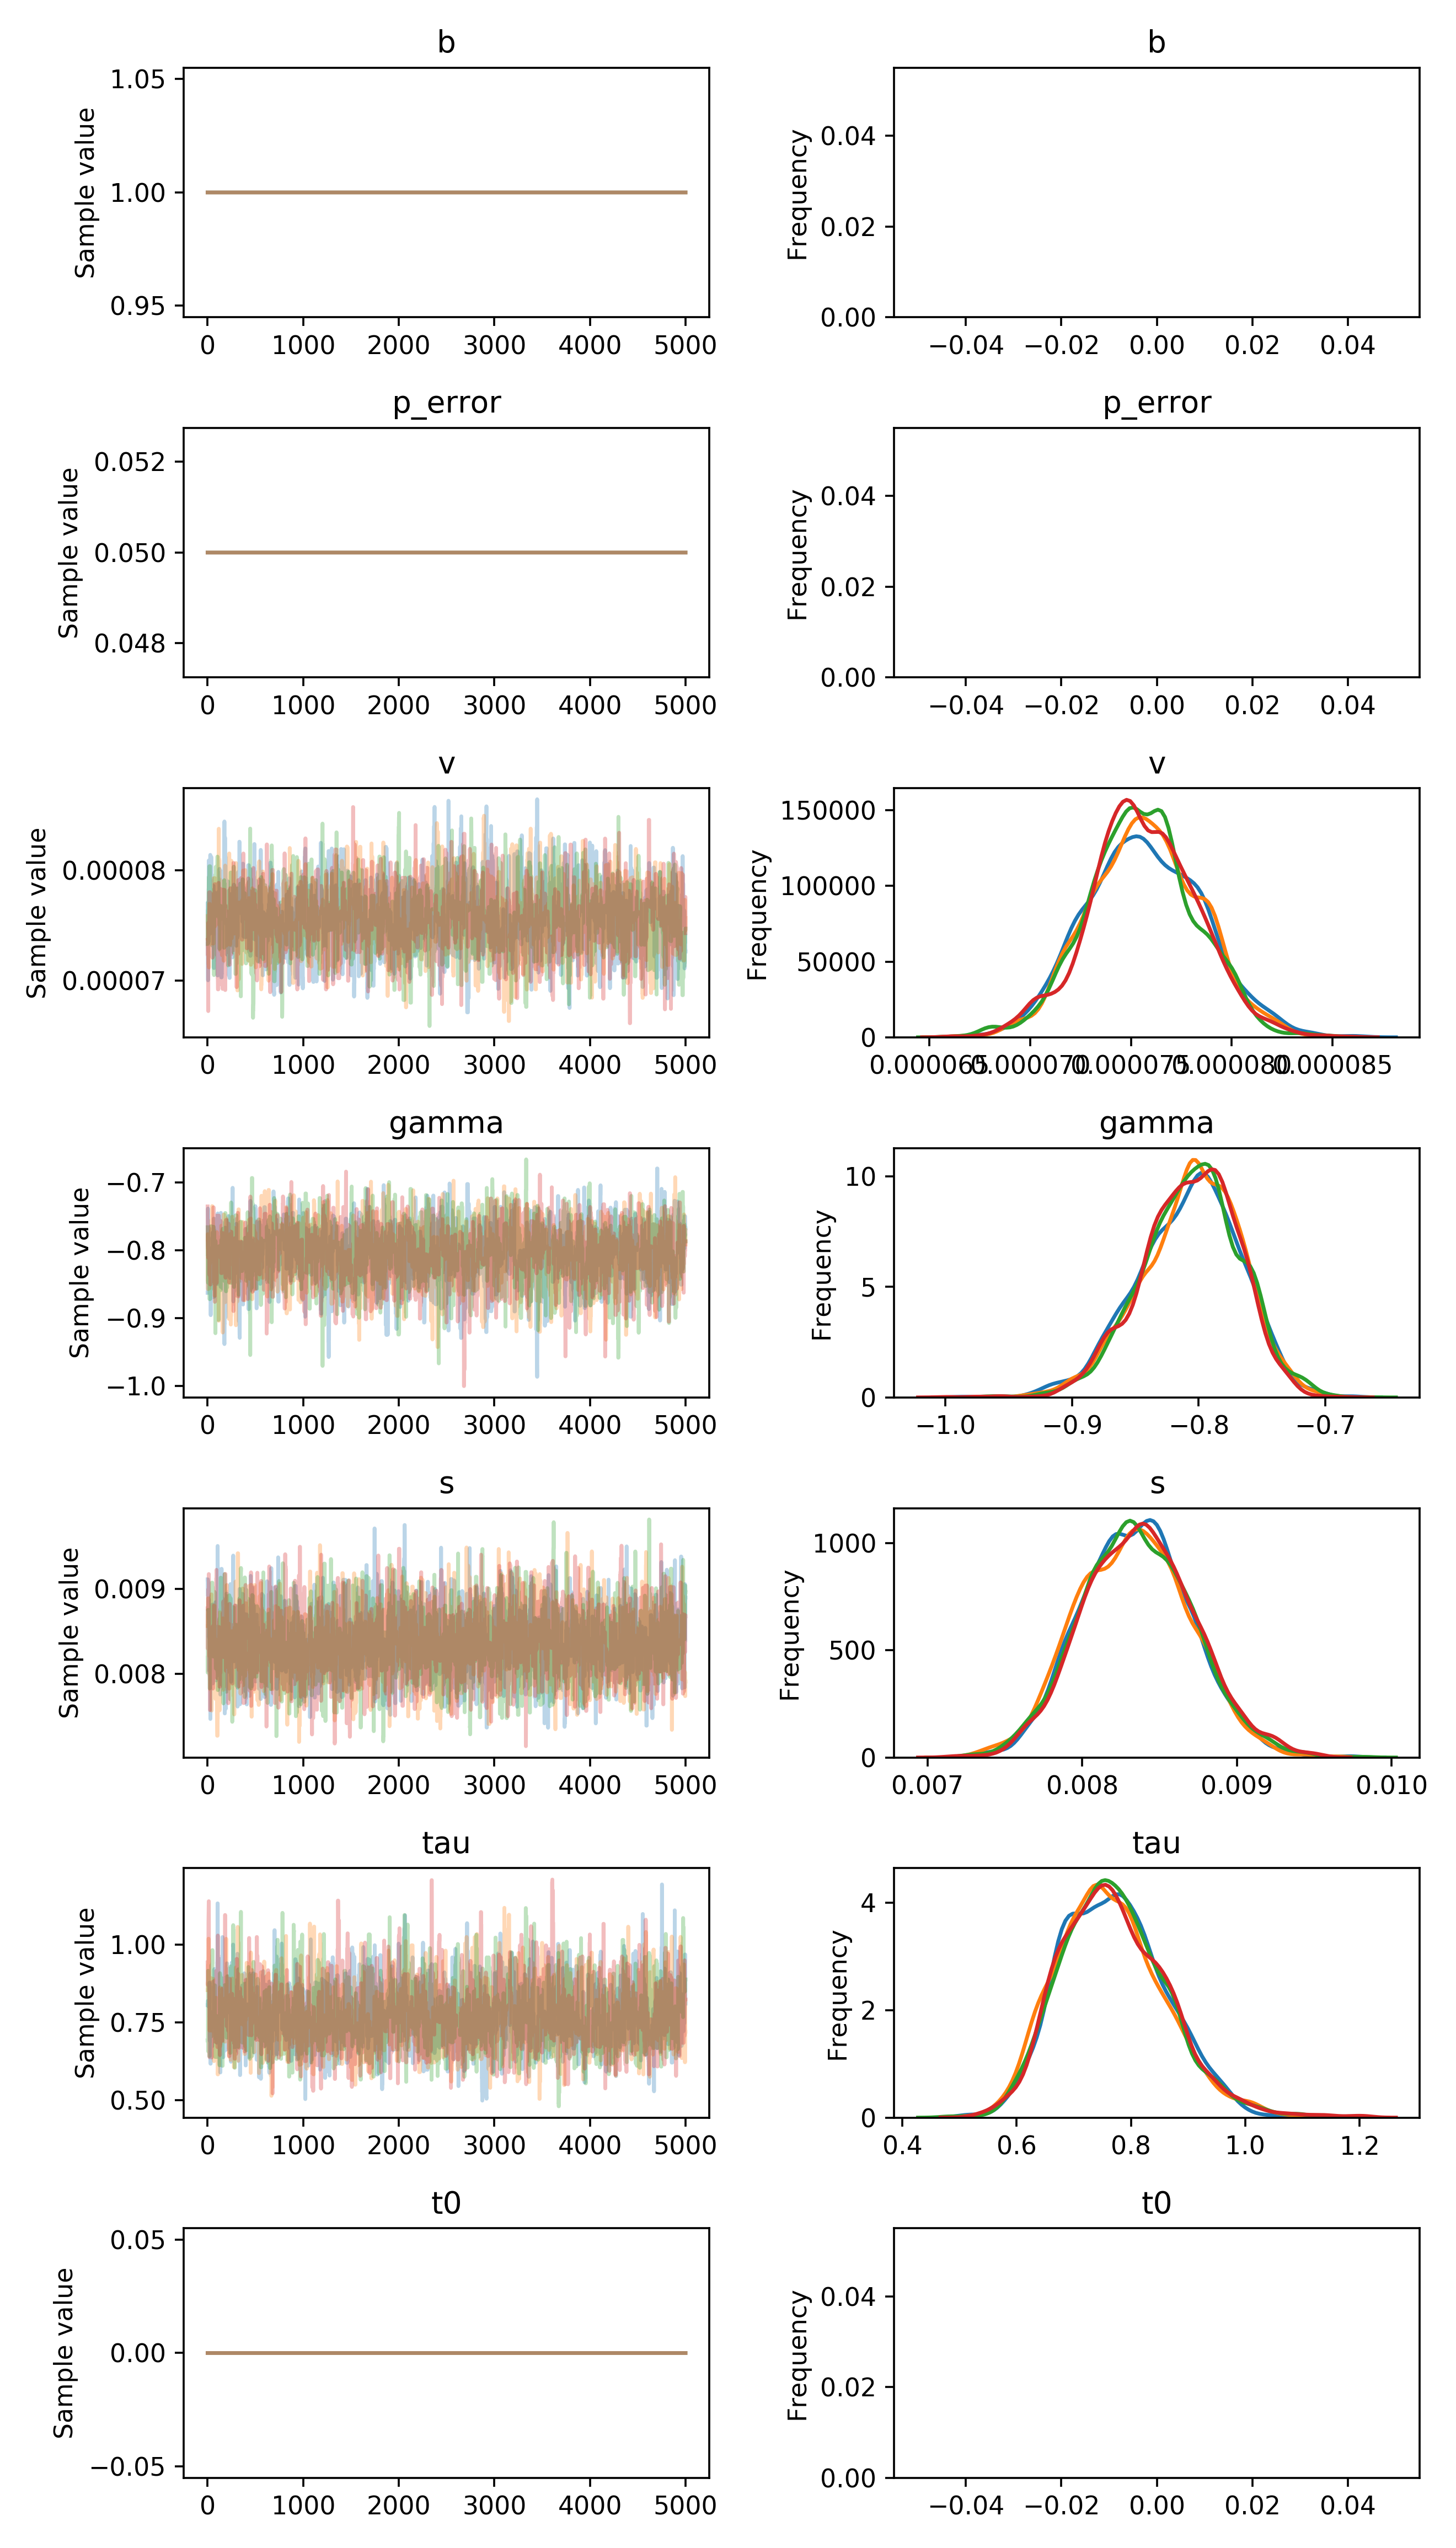 b
b
Sample value
1.05
1.00
0.95
0 1000 2000 3000 4000 5000
Frequency
0.04
0.02
0.00
−0.04 −0.02 0.00 0.02 0.04
p_error
p_error
Sample value
0.052
0.050
0.048
0 1000 2000 3000 4000 5000
Frequency
0.04
0.02
0.00
−0.04 −0.02 0.00 0.02 0.04
v
v
Sample value
0.00008
0.00007
0 1000 2000 3000 4000 5000
Frequency
150000
100000
50000
0
0.000065 0.000070 0.000075 0.000080 0.000085
gamma
gamma
Sample value
−0.7
−0.8
−0.9
−1.0
0 1000 2000 3000 4000 5000
Frequency
10
5
0
−1.0 −0.9 −0.8 −0.7
s
s
Sample value
0.009
0.008
0 1000 2000 3000 4000 5000
Frequency
1000
500
0
0.007 0.008 0.009 0.010
tau
tau
Sample value
1.00
0.75
0.50
0 1000 2000 3000 4000 5000
Frequency
4
2
0
0.4 0.6 0.8 1.0 1.2
t0
t0
Sample value
0.05
0.00
−0.05
0 1000 2000 3000 4000 5000
Frequency
0.04
0.02
0.00
−0.04 −0.02 0.00 0.02 0.04